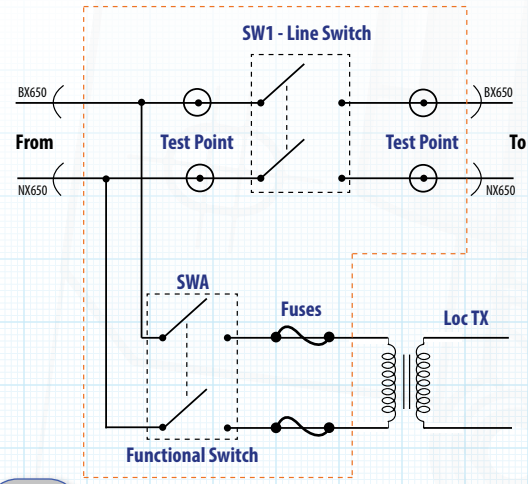 SW1 - Line Switch
BX650
BX650
From
Test Point
Test Point
To
NX650
NX650
SWA
Fuses
Loc TX
Functional Switch